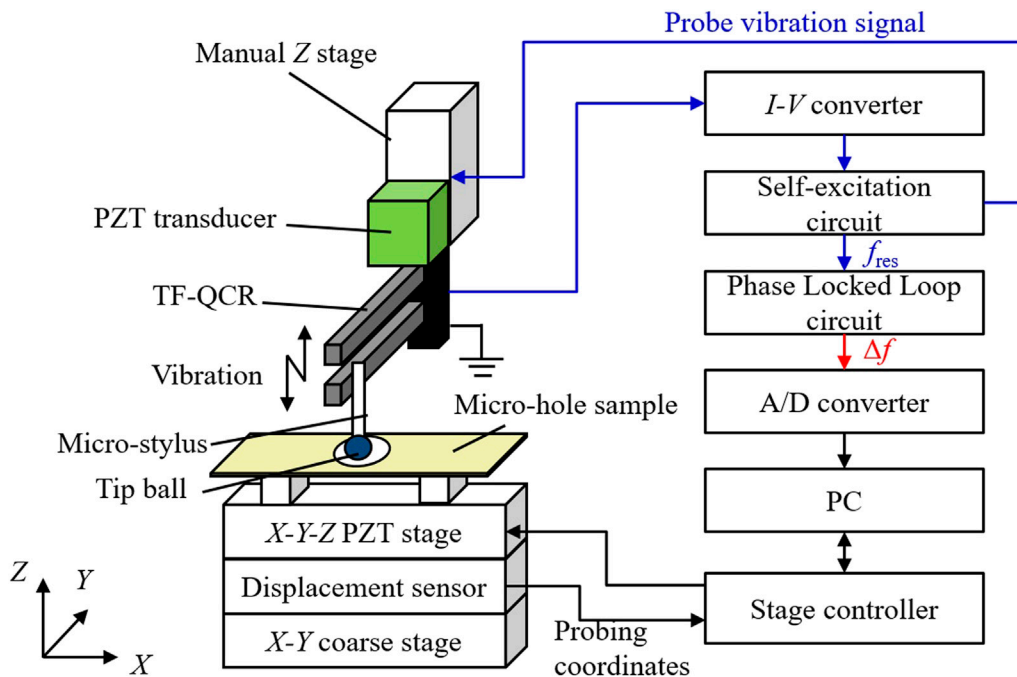 Probe vibration signal
Manual Z stage
I-V converter
Self-excitation
circuit
PZT transducer
f_res
TF-QCR
Phase Locked Loop
circuit
Δf
Vibration
Micro-hole sample
A/D converter
Micro-stylus
Tip ball
PC
X-Y-Z PZT stage
Displacement sensor
Stage controller
X-Y coarse stage
Probing
coordinates
Z
Y
X